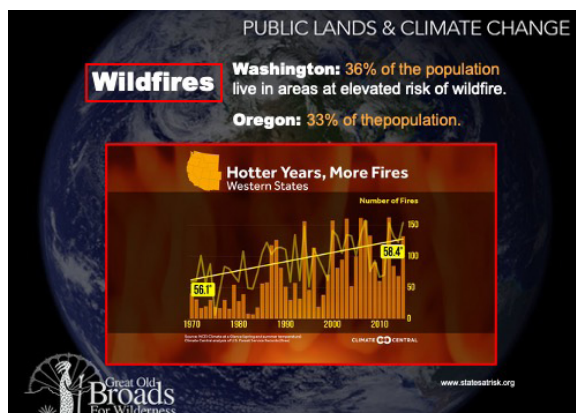 PUBLIC LANDS & CLIMATE CHANGE
Wildfires
Washington: 36% of the population
live in areas at elevated risk of wildfire.
Oregon: 33% of thepopulation.
Hotter Years, More Fires
Western States
Number of Fires
150
100
50
0
58.4°
56.1°
1970
1980
1990
2000
2010
CLIMATE CENTRAL
Great Old
Broads
For Wilderness
www.statesatrisk.org